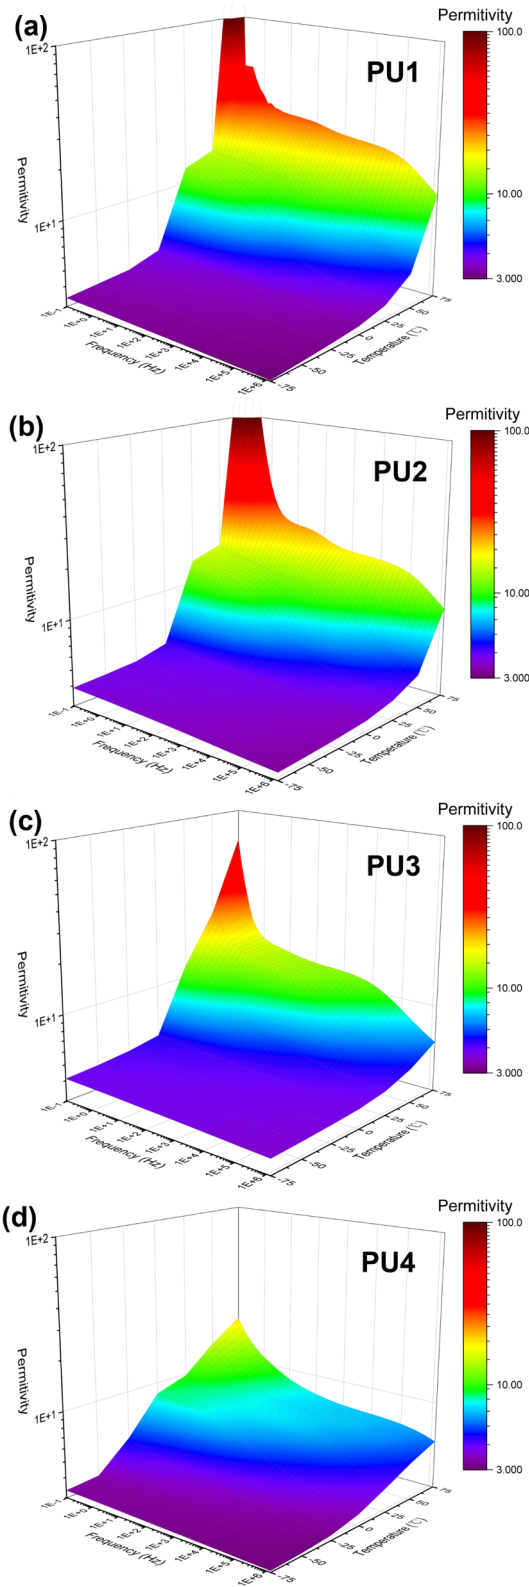 (a)
PU1
Permitivity
100.0
10.00
3.000
1E+2
1E+1
Permitivity
1E-1
1E+0
1E+1
1E+2
1E+3
1E+4
1E+5
1E+6
Frequency (Hz)
-75
-50
-25
0
25
50
75
Temperature (℃)
(b)
PU2
Permitivity
100.0
10.00
3.000
1E+2
1E+1
Permitivity
1E-1
1E+0
1E+1
1E+2
1E+3
1E+4
1E+5
1E+6
Frequency (Hz)
-75
-50
-25
0
25
50
75
Temperature (℃)
(c)
PU3
Permitivity
100.0
10.00
3.000
1E+2
1E+1
Permitivity
1E-1
1E+0
1E+1
1E+2
1E+3
1E+4
1E+5
1E+6
Frequency (Hz)
-75
-50
-25
0
25
50
75
Temperature (℃)
(d)
PU4
Permitivity
100.0
10.00
3.000
1E+2
1E+1
Permitivity
1E-1
1E+0
1E+1
1E+2
1E+3
1E+4
1E+5
1E+6
Frequency (Hz)
-75
-50
-25
0
25
50
75
Temperature (℃)